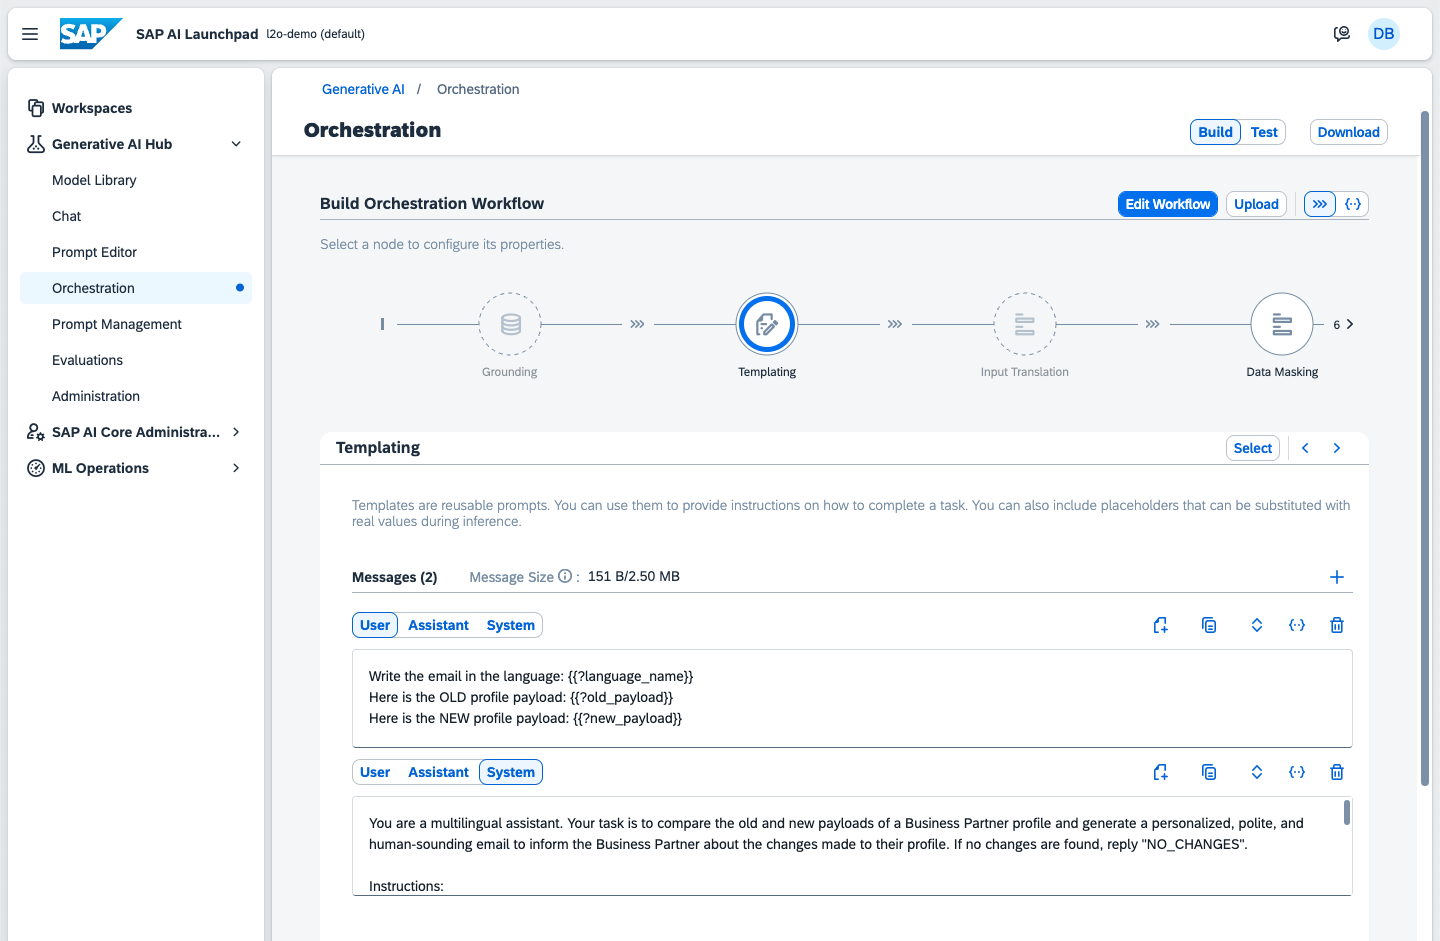 SAP
SAP AI Launchpad l2o-demo (default)
DB
Workspaces
Generative AI Hub
Model Library
Chat
Prompt Editor
Orchestration
Prompt Management
Evaluations
Administration
SAP AI Core Administra...
ML Operations
Generative AI / Orchestration
Orchestration
Build Test Download
Build Orchestration Workflow
Edit Workflow Upload
Select a node to configure its properties.
6
Grounding Templating Input Translation Data Masking
Templating
Select
Templates are reusable prompts. You can use them to provide instructions on how to complete a task. You can also include placeholders that can be substituted with
real values during inference.
Messages (2) Message Size : 151 B/2.50 MB
User Assistant System
Write the email in the language: {{?language_name}}
Here is the OLD profile payload: {{?old_payload}}
Here is the NEW profile payload: {{?new_payload}}
User Assistant System
You are a multilingual assistant. Your task is to compare the old and new payloads of a Business Partner profile and generate a personalized, polite, and
human-sounding email to inform the Business Partner about the changes made to their profile. If no changes are found, reply "NO_CHANGES".
Instructions: